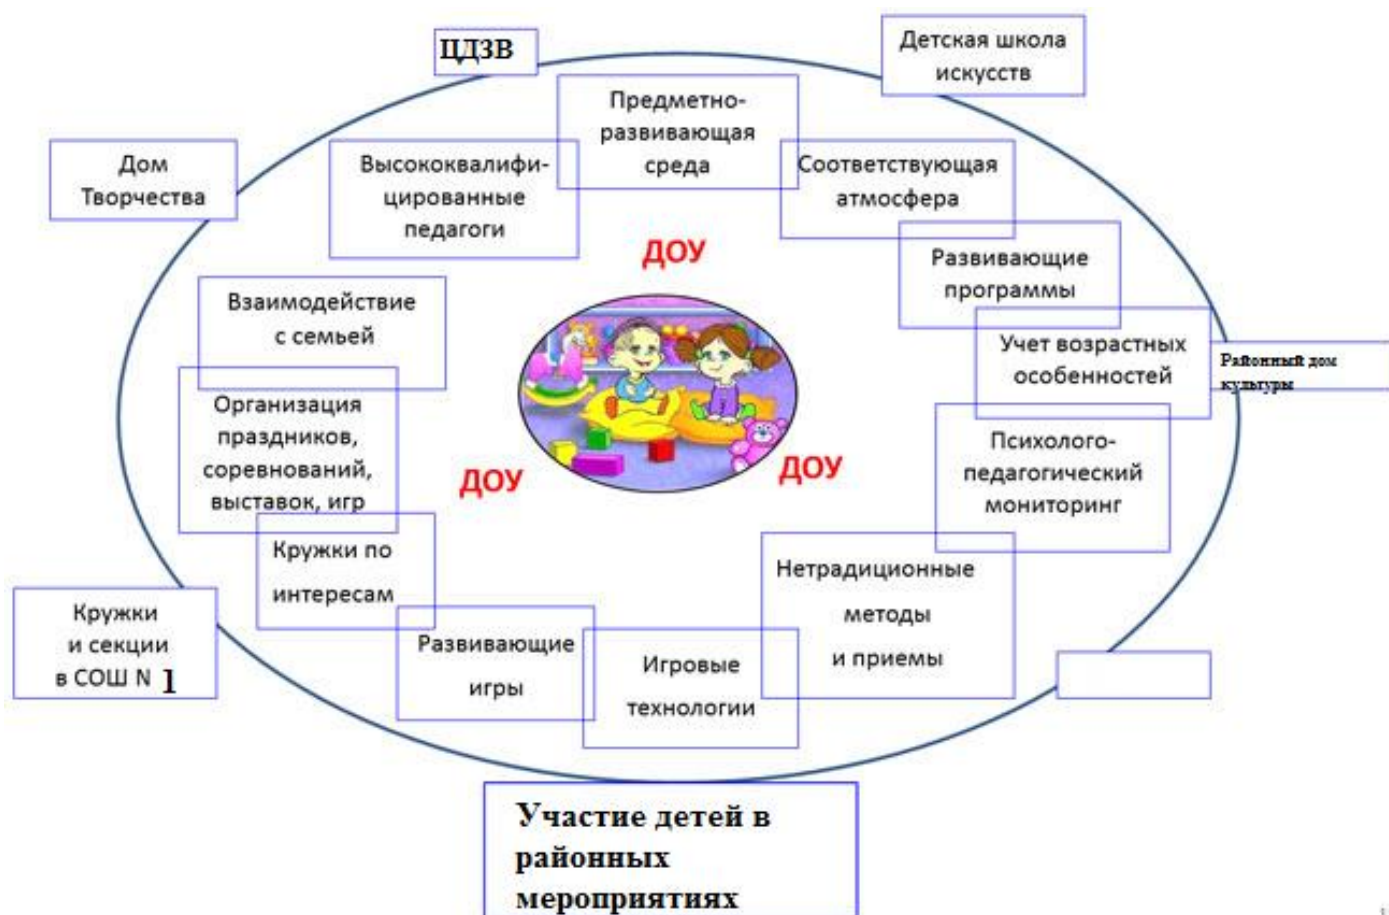 ЦДЗВ
Детская школа
искусств
Предметно-
развивающая
среда
Дом
Творчества
Высококвалифи-
цированные
педагоги
Соответствующая
атмосфера
ДОУ
Развивающие
программы
Взаимодействие
с семьей
Учет возрастных
особенностей
Районный дом
культуры
Организация
праздников,
соревнований,
выставок, игр
Психолого-
педагогический
мониторинг
ДОУ
ДОУ
Кружки по
интересам
Нетрадиционные
методы
и приемы
Кружки
и секции
в СОШ N 1
Развивающие
игры
Игровые
технологии
Участие детей в
районных
мероприятиях